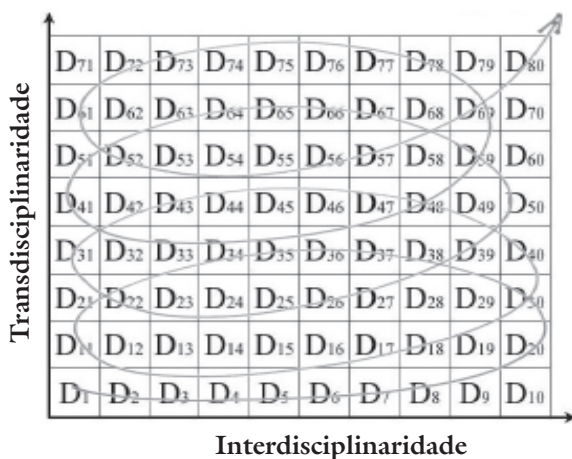 Transdisciplinaridade
D71 D72 D73 D74 D75 D76 D77 D78 D79 D80
D61 D62 D63 D64 D65 D66 D67 D68 D69 D70
D51 D52 D53 D54 D55 D56 D57 D58 D59 D60
D41 D42 D43 D44 D45 D46 D47 D48 D49 D50
D31 D32 D33 D34 D35 D36 D37 D38 D39 D40
D21 D22 D23 D24 D25 D26 D27 D28 D29 D30
D11 D12 D13 D14 D15 D16 D17 D18 D19 D20
D1 D2 D3 D4 D5 D6 D7 D8 D9 D10
Interdisciplinaridade